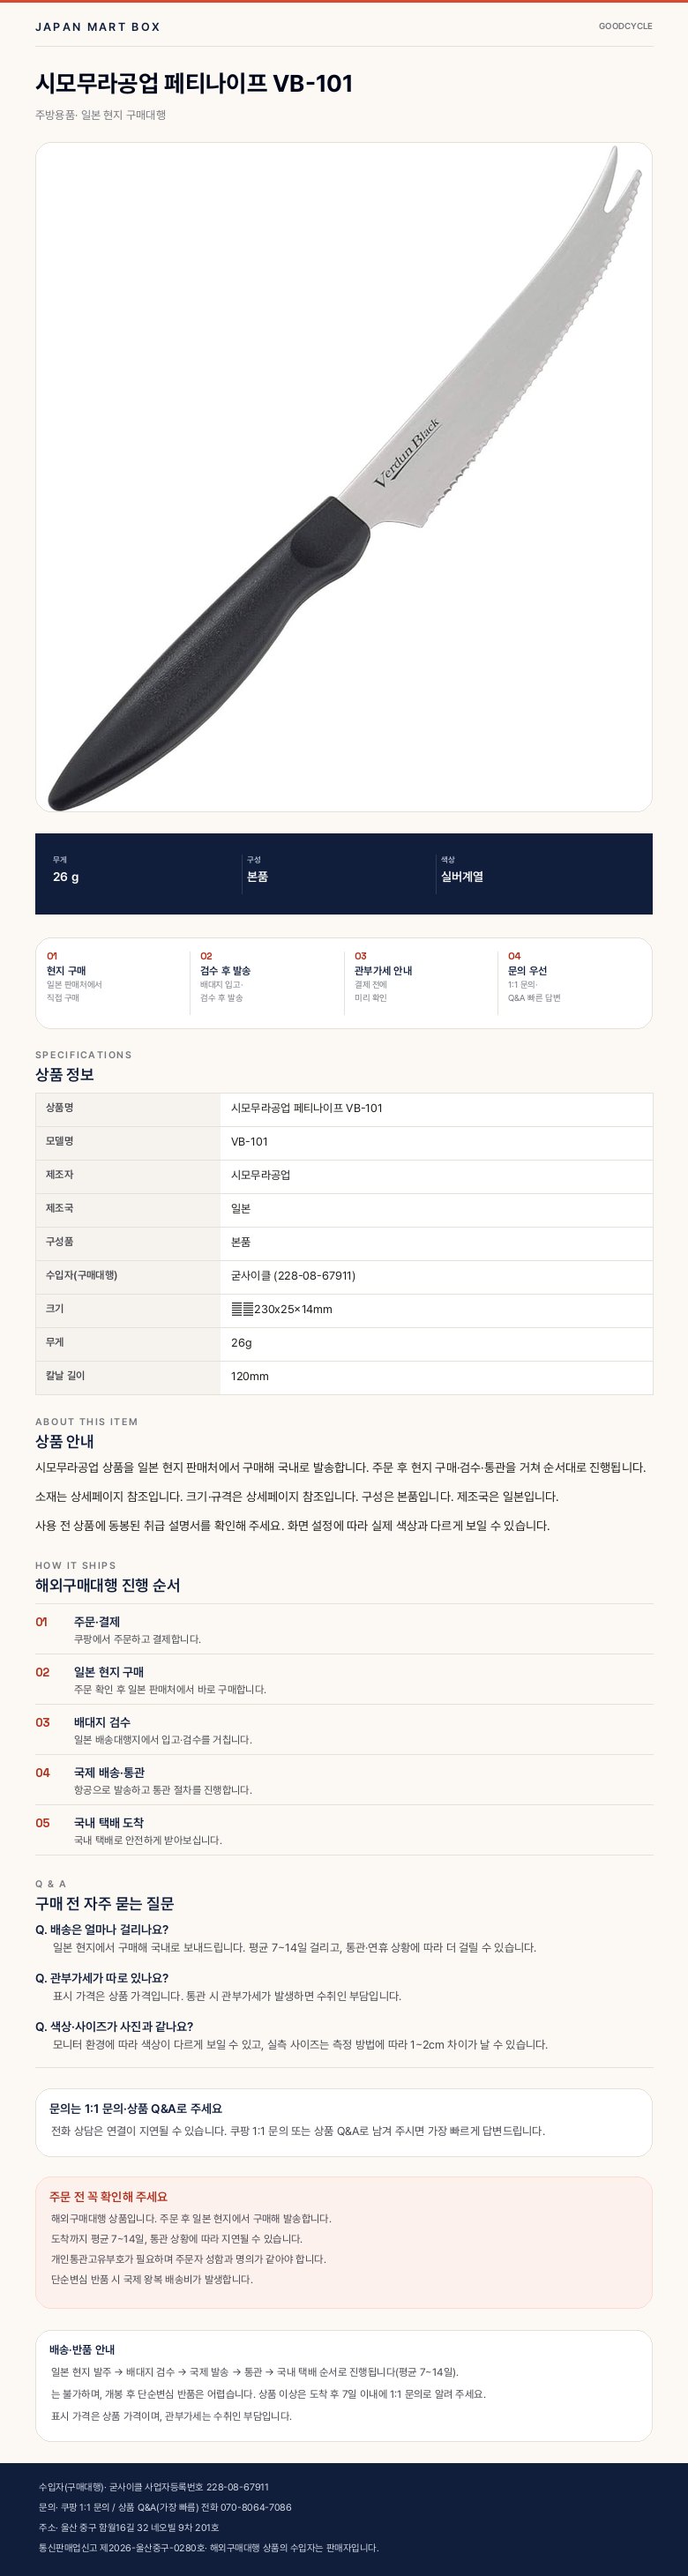 JAPAN MART BOX
GOODCYCLE
시모무라공업 페티나이프 VB-101
주방용품· 일본 현지 구매대행
Verdun Black
무게
26 g
구성
본품
색상
실버계열
01
현지 구매
일본 판매처에서
직접 구매
02
검수 후 발송
배대지 입고·
검수 후 발송
03
관부가세 안내
결제 전에
미리 확인
04
문의 우선
1:1 문의·
Q&A 빠른 답변
SPECIFICATIONS
상품 정보
상품명 시모무라공업 페티나이프 VB-101
모델명 VB-101
제조자 시모무라공업
제조국 일본
구성품 본품
수입자(구매대행) 굳사이클 (228-08-67911)
크기 230x25×14mm
무게 26g
칼날 길이 120mm
ABOUT THIS ITEM
상품 안내
시모무라공업 상품을 일본 현지 판매처에서 구매해 국내로 발송합니다. 주문 후 현지 구매·검수·통관을 거쳐 순서대로 진행됩니다.
소재는 상세페이지 참조입니다. 크기·규격은 상세페이지 참조입니다. 구성은 본품입니다. 제조국은 일본입니다.
사용 전 상품에 동봉된 취급 설명서를 확인해 주세요. 화면 설정에 따라 실제 색상과 다르게 보일 수 있습니다.
HOW IT SHIPS
해외구매대행 진행 순서
01 주문·결제
쿠팡에서 주문하고 결제합니다.
02 일본 현지 구매
주문 확인 후 일본 판매처에서 바로 구매합니다.
03 배대지 검수
일본 배송대행지에서 입고·검수를 거칩니다.
04 국제 배송·통관
항공으로 발송하고 통관 절차를 진행합니다.
05 국내 택배 도착
국내 택배로 안전하게 받아보십니다.
Q & A
구매 전 자주 묻는 질문
Q. 배송은 얼마나 걸리나요?
일본 현지에서 구매해 국내로 보내드립니다. 평균 7~14일 걸리고, 통관·연휴 상황에 따라 더 걸릴 수 있습니다.
Q. 관부가세가 따로 있나요?
표시 가격은 상품 가격입니다. 통관 시 관부가세가 발생하면 수취인 부담입니다.
Q. 색상·사이즈가 사진과 같나요?
모니터 환경에 따라 색상이 다르게 보일 수 있고, 실측 사이즈는 측정 방법에 따라 1~2cm 차이가 날 수 있습니다.
문의는 1:1 문의·상품 Q&A로 주세요
전화 상담은 연결이 지연될 수 있습니다. 쿠팡 1:1 문의 또는 상품 Q&A로 남겨 주시면 가장 빠르게 답변드립니다.
주문 전 꼭 확인해 주세요
해외구매대행 상품입니다. 주문 후 일본 현지에서 구매해 발송합니다.
도착까지 평균 7~14일, 통관 상황에 따라 지연될 수 있습니다.
개인통관고유부호가 필요하며 주문자 성함과 명의가 같아야 합니다.
단순변심 반품 시 국제 왕복 배송비가 발생합니다.
배송·반품 안내
일본 현지 발주 → 배대지 검수 → 국제 발송 → 통관 → 국내 택배 순서로 진행됩니다(평균 7~14일).
는 불가하며, 개봉 후 단순변심 반품은 어렵습니다. 상품 이상은 도착 후 7일 이내에 1:1 문의로 알려 주세요.
표시 가격은 상품 가격이며, 관부가세는 수취인 부담입니다.
수입자(구매대행)· 굳사이클 사업자등록번호 228-08-67911
문의· 쿠팡 1:1 문의 / 상품 Q&A(가장 빠름) 전화 070-8064-7086
주소· 울산 중구 함월16길 32 네오빌 9차 201호
통신판매업신고 제2026-울산중구-0280호· 해외구매대행 상품의 수입자는 판매자입니다.